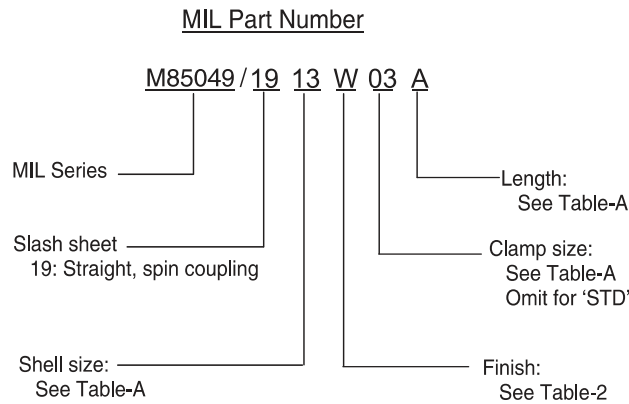 MIL Part Number
M85049/19 13 W 03 A
MIL Series
Length:
See Table-A
Slash sheet
19: Straight, spin coupling
Clamp size:
See Table-A
Omit for 'STD'
Shell size:
See Table-A
Finish:
See Table-2